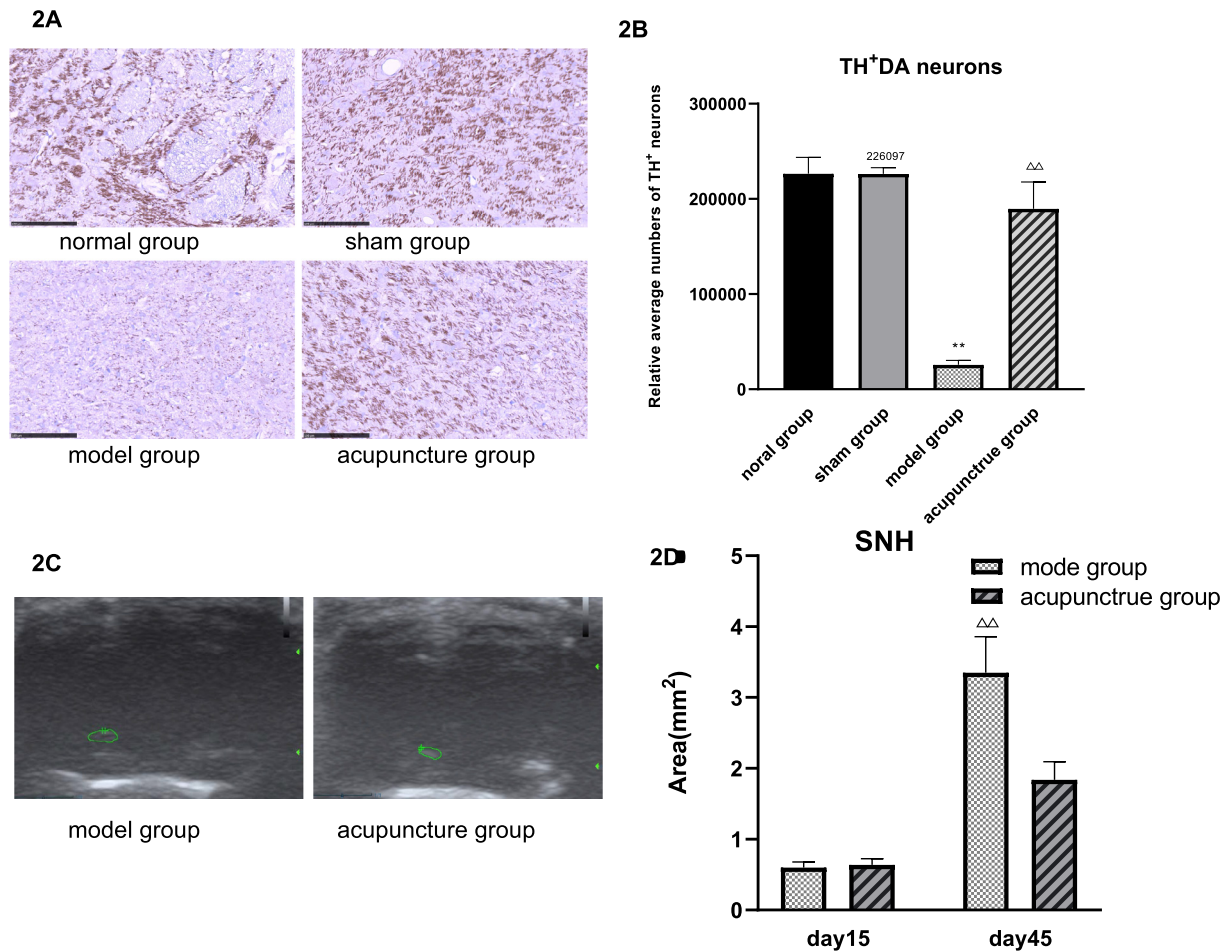 2A
normal group
sham group
model group
acupuncture group
2B
TH⁺DA neurons
Relative average numbers of TH⁺ neurons
300000
200000
100000
0
226097
**
△△
noral group
sham group
model group
acupunctrue group
2C
model group
acupuncture group
2D
SNH
mode group
acupunctrue group
Area(mm²)
5
4
3
2
1
0
△△
day15
day45